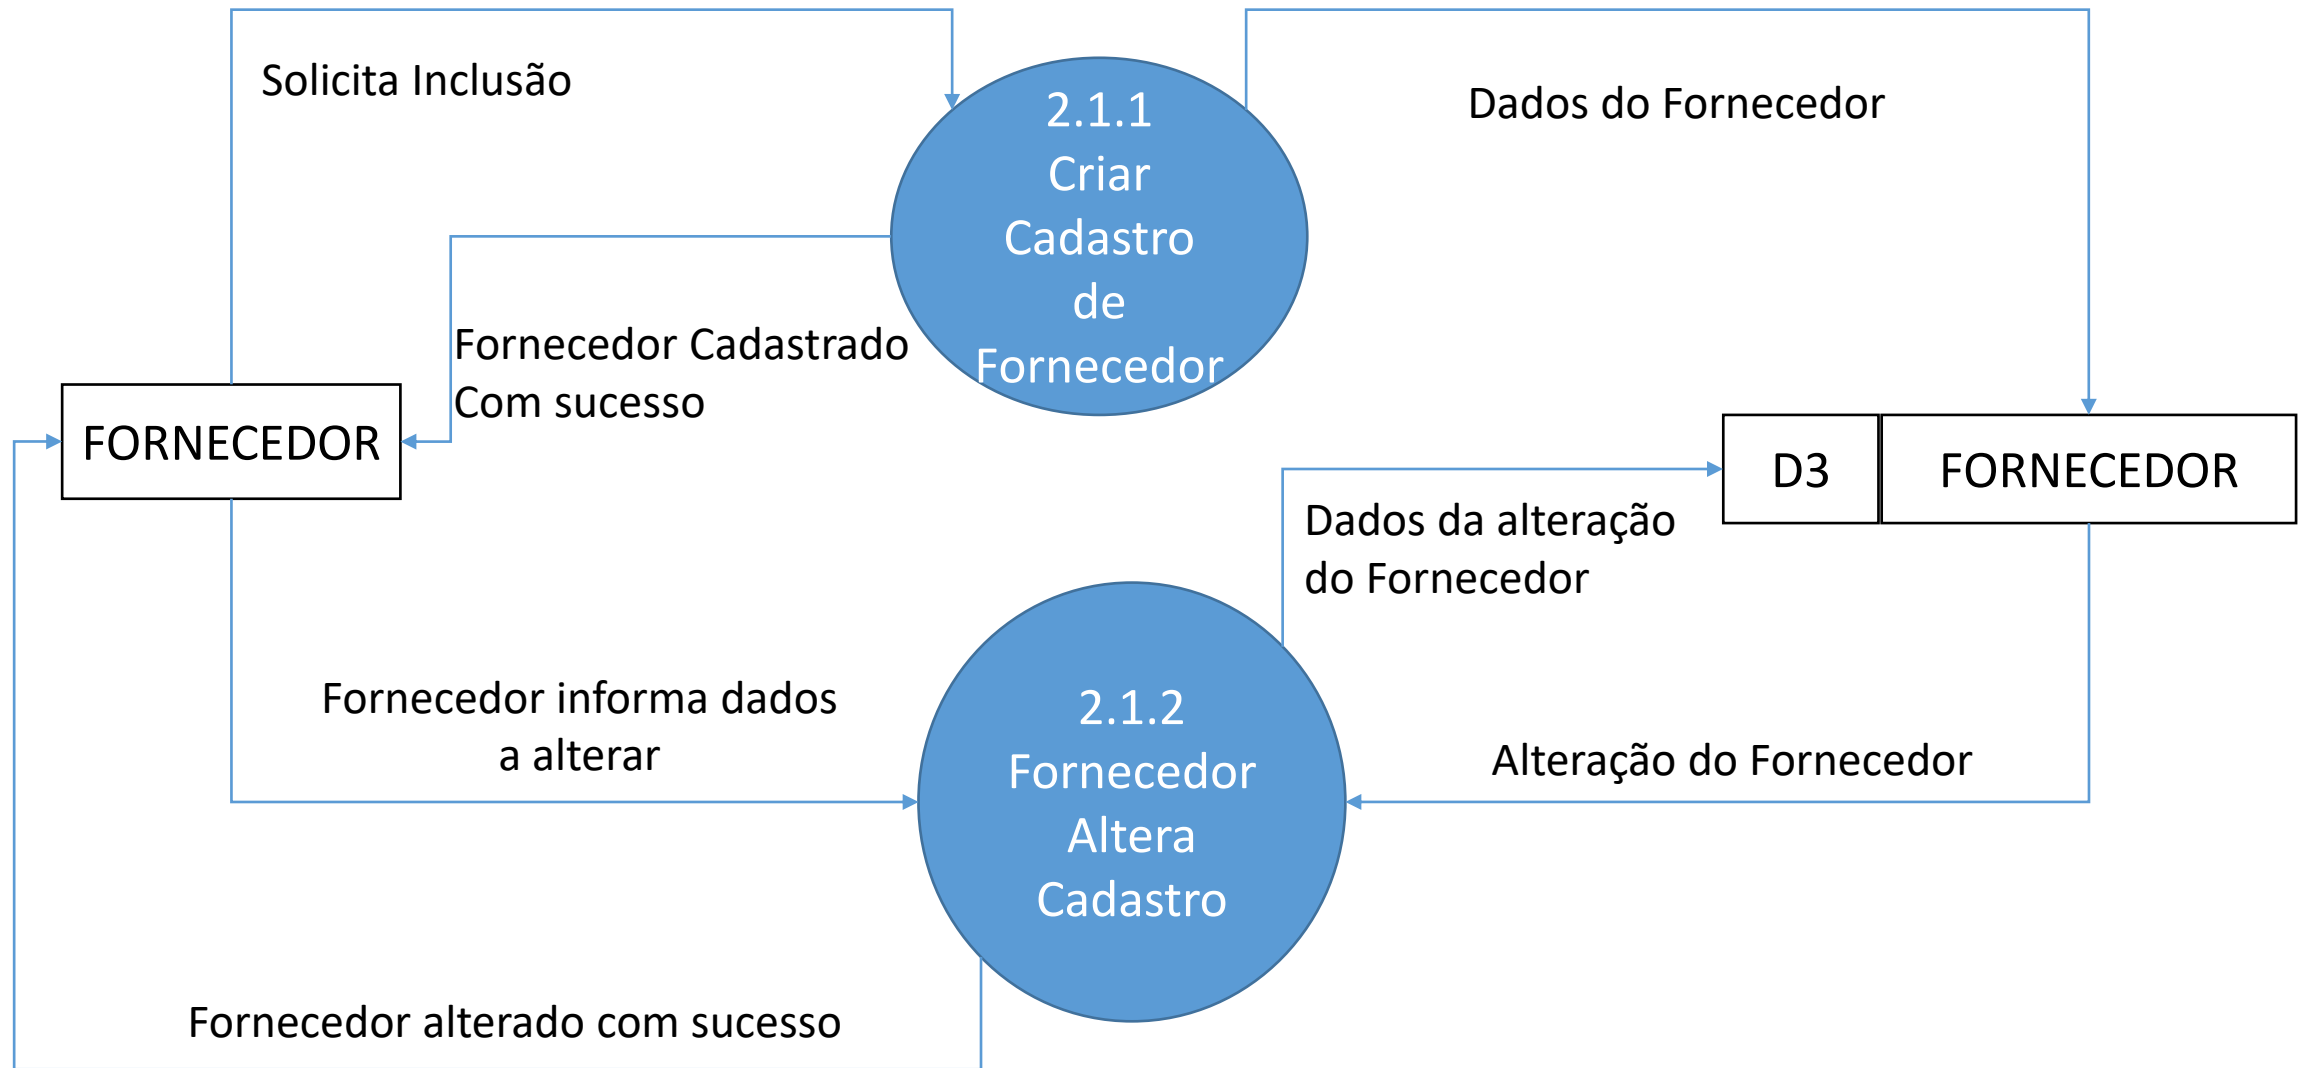 Solicita Inclusão
2.1.1
Criar
Cadastro
de
Fornecedor
Dados do Fornecedor
Fornecedor Cadastrado
Com sucesso
FORNECEDOR
D3
FORNECEDOR
Dados da alteração
do Fornecedor
Fornecedor informa dados
a alterar
2.1.2
Fornecedor
Altera
Cadastro
Alteração do Fornecedor
Fornecedor alterado com sucesso